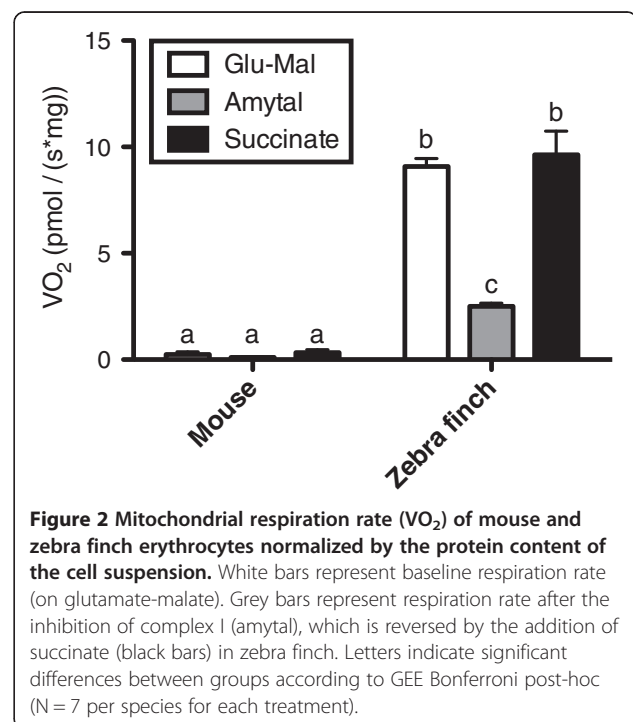 15
10
5
0
VO2 (pmol / (s*mg))
Glu-Mal
Amytal
Succinate
a a a
b c b
Mouse
Zebra finch
Figure 2 Mitochondrial respiration rate (VO2) of mouse and
zebra finch erythrocytes normalized by the protein content of
the cell suspension. White bars represent baseline respiration rate
(on glutamate-malate). Grey bars represent respiration rate after the
inhibition of complex I (amytal), which is reversed by the addition of
succinate (black bars) in zebra finch. Letters indicate significant
differences between groups according to GEE Bonferroni post-hoc
(N = 7 per species for each treatment).